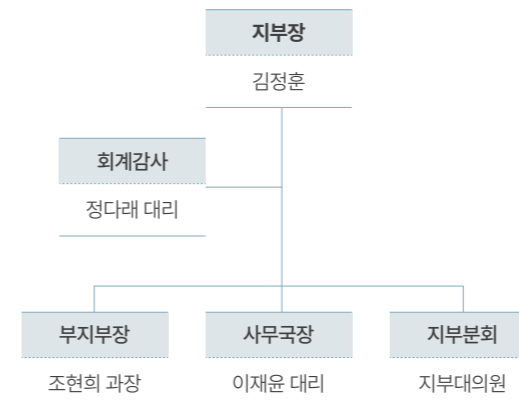 지부장
김정훈
회계감사
정다래 대리
부지부장
조현희 과장
사무국장
이재윤 대리
지부분회
지부대의원